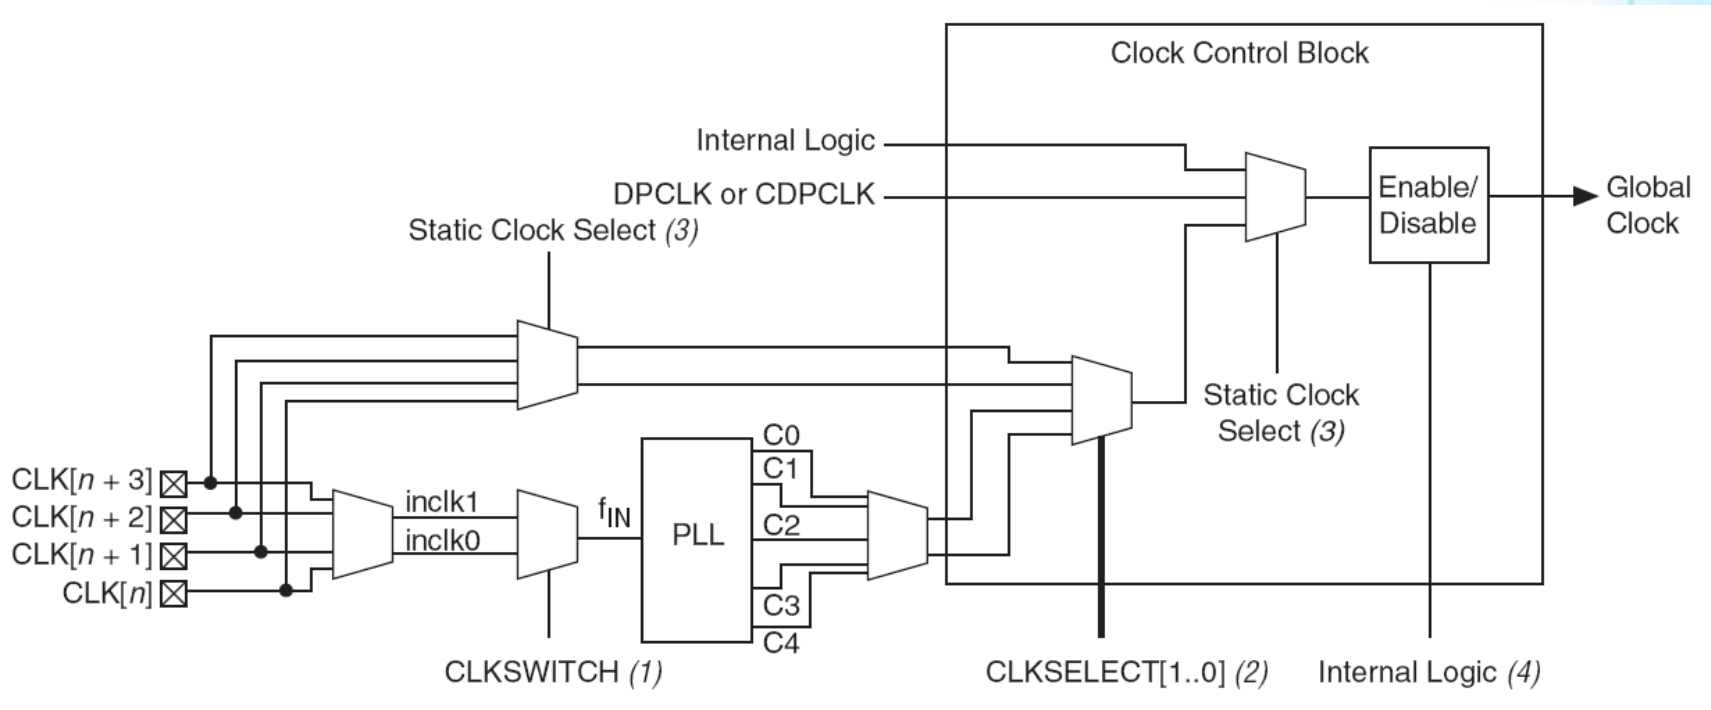 Clock Control Block
Internal Logic
DPCLK or CDPCLK
Enable/
Disable
Global
Clock
Static Clock Select (3)
Static Clock
Select (3)
CLK[n + 3]
CLK[n + 2]
CLK[n + 1]
CLK[n]
inclk1
inclk0
fIN
PLL
C0
C1
C2
C3
C4
CLKSWITCH (1)
CLKSELECT[1..0] (2)
Internal Logic (4)